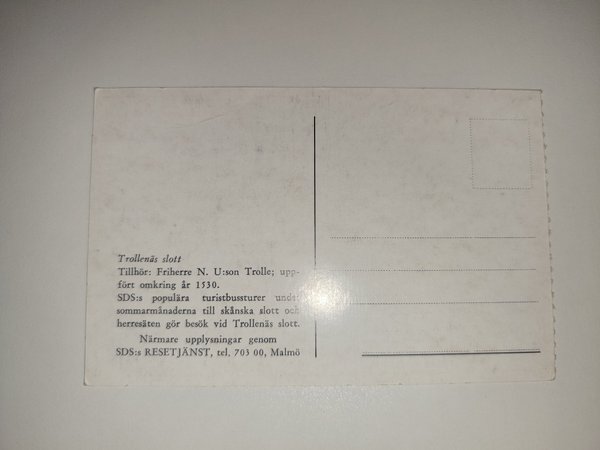 Trollenäs slott
Tillhör: Friherre N. U:son Trolle; upp-
fört omkring år 1530.
SDS:s populära turistbussturer under
sommarmånaderna till skånska slott och
herresäten gör besök vid Trollenäs slott.
Närmare upplysningar genom
SDS:s RESETJÄNST, tel. 703 00, Malmö